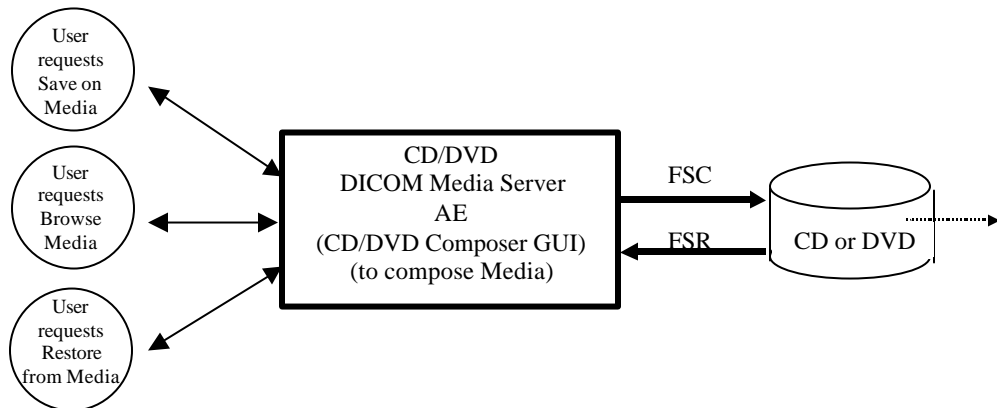 User
requests
Save on
Media
User
requests
Browse
Media
User
requests
Restore
from Media
CD/DVD
DICOM Media Server
AE
(CD/DVD Composer GUI)
(to compose Media)
FSC
FSR
CD or DVD